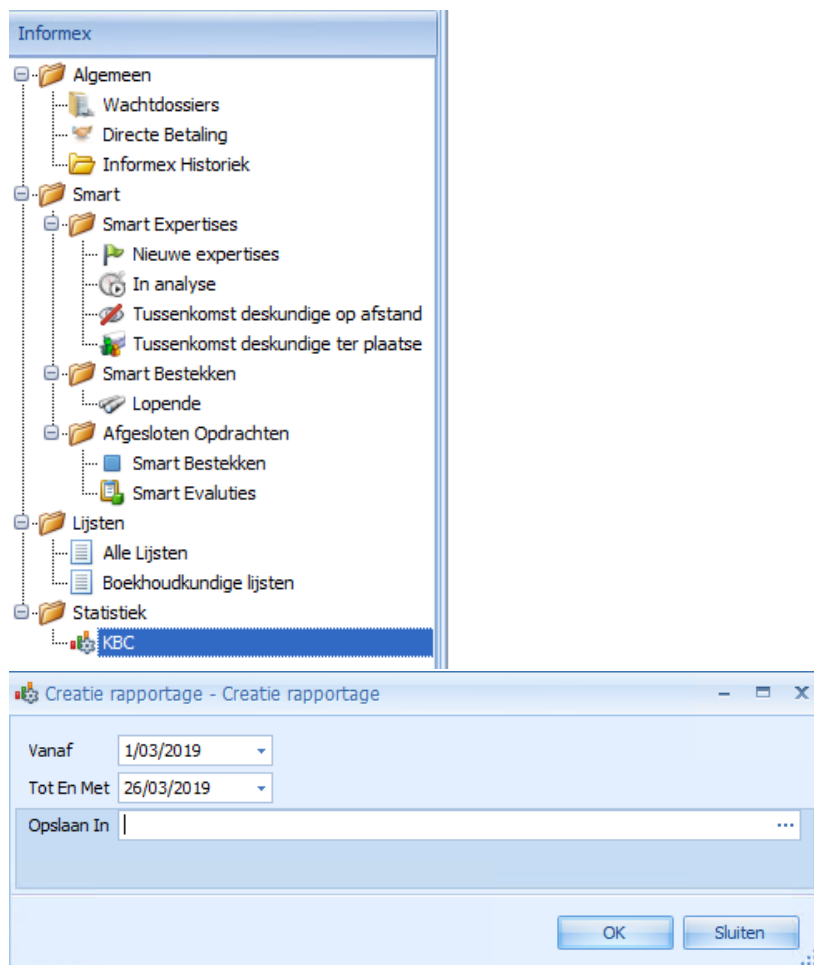 Informex
Algemeen
Wachtdossiers
Directe Betaling
Informex Historiek
Smart
Smart Expertises
Nieuwe expertises
In analyse
Tussenkomst deskundige op afstand
Tussenkomst deskundige ter plaatse
Smart Bestekken
Lopende
Afgesloten Opdrachten
Smart Bestekken
Smart Evaluties
Lijsten
Alle Lijsten
Boekhoudkundige lijsten
Statistiek
KBC
Creatie rapportage - Creatie rapportage
Vanaf 1/03/2019
Tot En Met 26/03/2019
Opslaan In
OK Sluiten